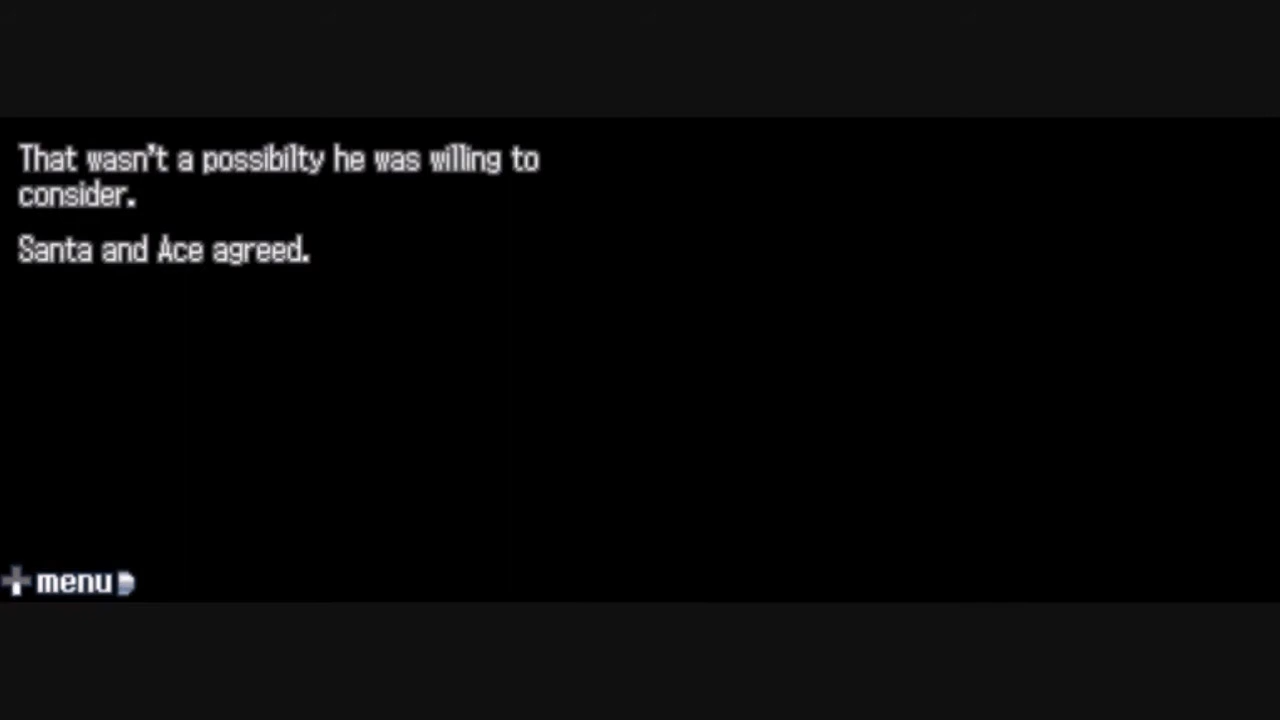 That wasn't a possibilty he was willing to
consider.
Santa and Ace agreed.
menu